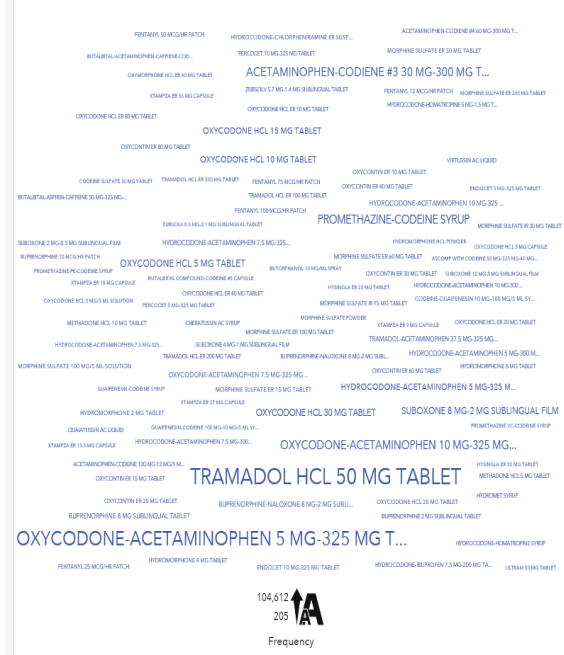 FENTANYL 50 MCG/HR PATCH
HYDROCODONE-CHLORPHENIRAMINE ER SUSP...
ACETAMINOPHEN-CODIENE #4 60 MG-300 MG T...
BUTALBITAL-ACETAMINOPHEN-CAFFEINE-COD...
PERCOCET 10 MG-325 MG TABLET
MORPHINE SULFATE ER 30 MG TABLET
OXYMORPHONE HCL ER 40 MG TABLET
ACETAMINOPHEN-CODIENE #3 30 MG-300 MG T...
XTAMPZA ER 36 MG CAPSULE
ZUBSOLV 5.7 MG-1.4 MG SUBLINGUAL TABLET
FENTANYL 12 MCG/HR PATCH
MORPHINE SULFATE ER 200 MG TABLET
OXYCODONE HCL ER 80 MG TABLET
OXYCODONE HCL ER 10 MG TABLET
HYDROCODONE-HOMATROPINE 5 MG-1.5 MG T...
OXYCODONE HCL 15 MG TABLET
OXYCONTIN ER 80 MG TABLET
OXYCODONE HCL 10 MG TABLET
VIRTUSSIN AC LIQUID
OXYCONTIN ER 10 MG TABLET
CODEINE SULFATE 30 MG TABLET
TRAMADOL HCL ER 300 MG TABLET
FENTANYL 75 MCG/HR PATCH
OXYCONTIN ER 40 MG TABLET
ENDOCET 5 MG-325 MG TABLET
BUTALBITAL-ASPIRIN-CAFFEINE 50 MG-325 MG-...
TRAMADOL HCL ER 100 MG TABLET
HYDROCODONE-ACETAMINOPHEN 10 MG-325 ...
FENTANYL 100 MCG/HR PATCH
PROMETHAZINE-CODEINE SYRUP
ZUBSOLV 8.6 MG-2.1 MG SUBLINGUAL TABLET
MORPHINE SULFATE IR 30 MG TABLET
SUBOXONE 2 MG-0.5 MG SUBLINGUAL FILM
HYDROCODONE-ACETAMINOPHEN 7.5 MG-325...
HYDROMORPHONE HCL POWDER
OXYCODONE HCL 5 MG CAPSULE
BUPRENORPHINE 10 MCG/HR PATCH
OXYCODONE HCL 5 MG TABLET
MORPHINE SULFATE ER 60 MG TABLET
ASCOMP WITH CODEINE 30 MG-325 MG-40 MG-...
PROMETHAZINE-PE-CODEINE SYRUP
BUTALBITAL COMPOUND-CODEINE #3 CAPSULE
BUTORPHANOL 10 MG/ML SPRAY
OXYCONTIN ER 30 MG TABLET
SUBOXONE 12 MG-3 MG SUBLINGUAL FILM
XTAMPZA ER 18 MG CAPSULE
OXYCODONE HCL ER 40 MG TABLET
HYSINGLA ER 20 MG TABLET
HYDROCODONE-ACETAMINOPHEN 10 MG-300...
OXYCODONE HCL 5 MG/5 ML SOLUTION
PERCOCET 5 MG-325 MG TABLET
MORPHINE SULFATE IR 15 MG TABLET
CODEINE-GUAIFENESIN 10 MG-100 MG/5 ML SY...
METHADONE HCL 10 MG TABLET
CHERATUSSIN AC SYRUP
MORPHINE SULFATE POWDER
XTAMPZA ER 9 MG CAPSULE
OXYCODONE HCL ER 20 MG TABLET
MORPHINE SULFATE ER 100 MG TABLET
HYDROCODONE-ACETAMINOPHEN 7.5 MG-325...
SUBOXONE 4 MG-1 MG SUBLINGUAL FILM
TRAMADOL-ACETAMINOPHEN 37.5 MG-325 MG...
TRAMADOL HCL ER 200 MG TABLET
BUPRENORPHINE-NALOXONE 8 MG-2 MG SUBL...
HYDROCODONE-ACETAMINOPHEN 5 MG-300 M...
MORPHINE SULFATE 100 MG/5 ML SOLUTION
OXYCODONE-ACETAMINOPHEN 7.5 MG-325 MG...
OXYCONTIN ER 60 MG TABLET
HYDROMORPHONE 8 MG TABLET
GUAIFENESIN-CODEINE SYRUP
MORPHINE SULFATE ER 15 MG TABLET
HYDROCODONE-ACETAMINOPHEN 5 MG-325 M...
XTAMPZA ER 27 MG CAPSULE
HYDROMORPHONE 2 MG TABLET
OXYCODONE HCL 30 MG TABLET
SUBOXONE 8 MG-2 MG SUBLINGUAL FILM
GUAIATUSSIN AC LIQUID
GUAIFENESIN-CODEINE 100 MG-10 MG/5 ML SY...
PROMETHAZINE VC-CODEINE SYRUP
XTAMPZA ER 13.5 MG CAPSULE
HYDROCODONE-ACETAMINOPHEN 7.5 MG-300...
OXYCODONE-ACETAMINOPHEN 10 MG-325 MG...
ACETAMINOPHEN-CODEINE 120 MG-12 MG/5 M...
HYSINGLA ER 30 MG TABLET
OXYCONTIN ER 15 MG TABLET
TRAMADOL HCL 50 MG TABLET
METHADONE HCL 5 MG TABLET
OXYCONTIN ER 20 MG TABLET
BUPRENORPHINE-NALOXONE 8 MG-2 MG SUBL...
OXYCODONE HCL 20 MG TABLET
HYDROMET SYRUP
BUPRENORPHINE 8 MG SUBLINGUAL TABLET
BUPRENORPHINE 2 MG SUBLINGUAL TABLET
OXYCODONE-ACETAMINOPHEN 5 MG-325 MG T...
HYDROCODONE-HOMATROPINE SYRUP
FENTANYL 25 MCG/HR PATCH
HYDROMORPHONE 4 MG TABLET
ENDOCET 10 MG-325 MG TABLET
HYDROCODONE-IBUPROFEN 7.5 MG-200 MG TA...
ULTRAM 50 MG TABLET
104,612
205
Frequency